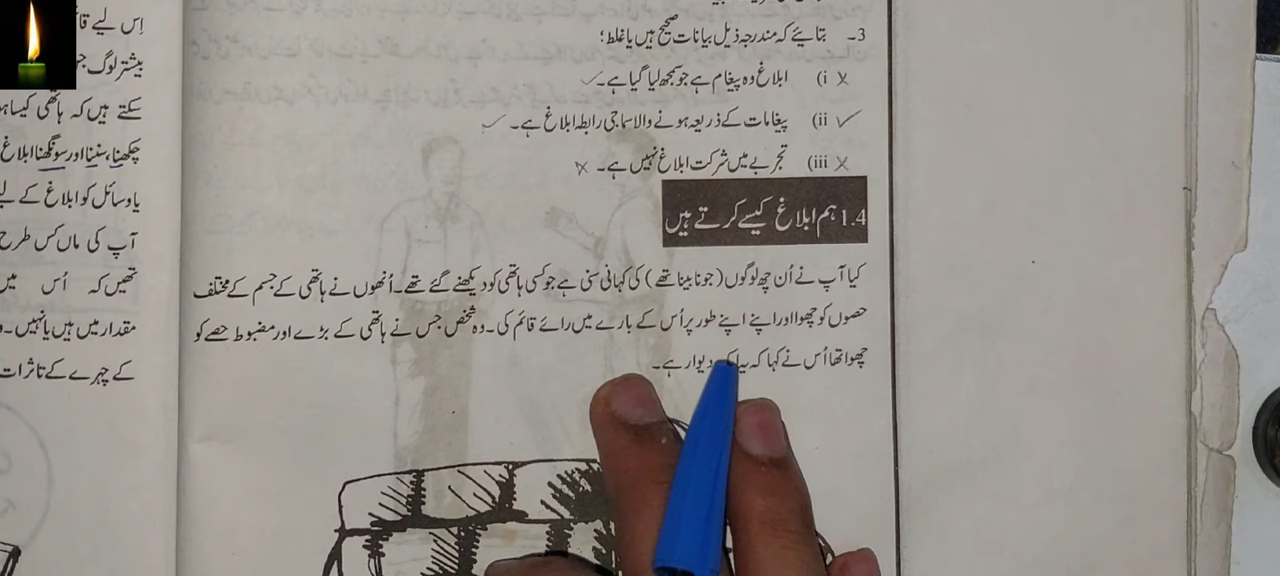 3۔ بتائیے کہ مندرجہ ذیل بیانات صحیح ہیں یا غلط؛
i) ابلاغ وہ پیغام ہے جو سمجھ لیا گیا ہے۔
ii) پیغامات کے ذریعہ ہونے والا سماجی رابطہ ابلاغ ہے۔
iii) تجربے میں شرکت ابلاغ نہیں ہے۔
1.4 ہم ابلاغ کیسے کرتے ہیں
کیا آپ نے اُن چھ لوگوں (جو نابینا تھے) کی کہانی سنی ہے جو کسی ہاتھی کو دیکھنے گئے تھے۔ اُنھوں نے ہاتھی کے جسم کے مختلف
حصوں کو چھوا اور اپنے اپنے طور پر اُس کے بارے میں رائے قائم کی۔ وہ شخص جس نے ہاتھی کے بڑے اور مضبوط حصے کو
چھوا تھا اُس نے کہا کہ یہ ایک دیوار ہے۔
اِس لیے
بیشتر لوگ
سکتے ہیں کہ ہاتھی کیسا
چکھنا، سننا اور سونگھنا ابلاغ
یا وسائل کو ابلاغ کے
آپ کی ماں کس طرح
تھیں کہ اُس میں
مقدار میں ہیں یا نہیں۔
کے چہرے کے تاثرات